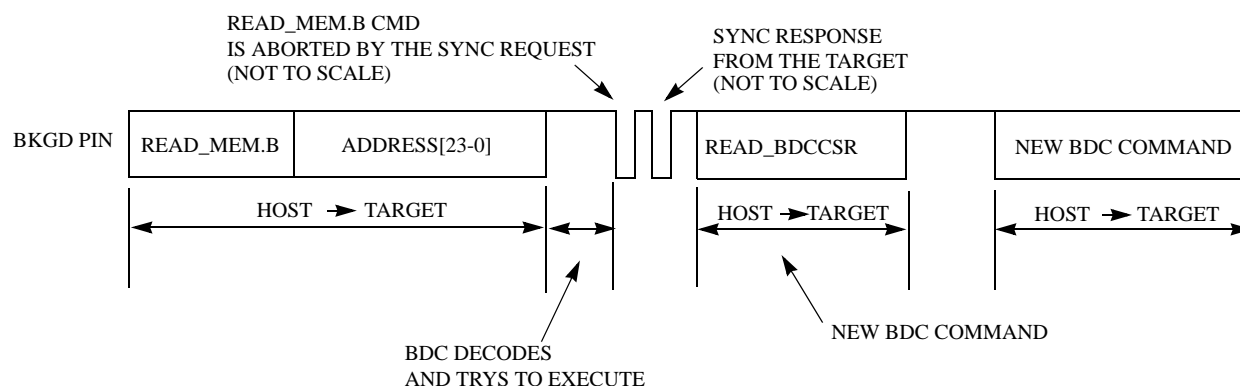 READ_MEM.B CMD
IS ABORTED BY THE SYNC REQUEST
(NOT TO SCALE)
SYNC RESPONSE
FROM THE TARGET
(NOT TO SCALE)
BKGD PIN
READ_MEM.B
ADDRESS[23-0]
READ_BDCCSR
NEW BDC COMMAND
HOST
TARGET
HOST
TARGET
HOST
TARGET
BDC DECODES
AND TRYS TO EXECUTE
NEW BDC COMMAND